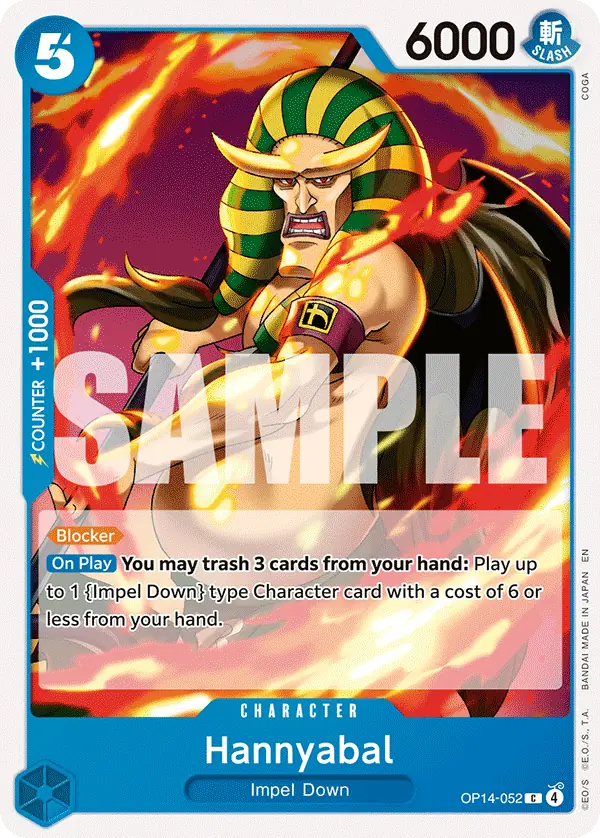 5
6000
斬
SLASH
COGA
COUNTER +1000
SAMPLE
Blocker
On Play You may trash 3 cards from your hand: Play up
to 1 {Impel Down} type Character card with a cost of 6 or
less from your hand.
CHARACTER
Hannyabal
Impel Down
OP14-052 C 4
©E.O/S ©E.O./S., T.A. BANDAI MADE IN JAPAN EN